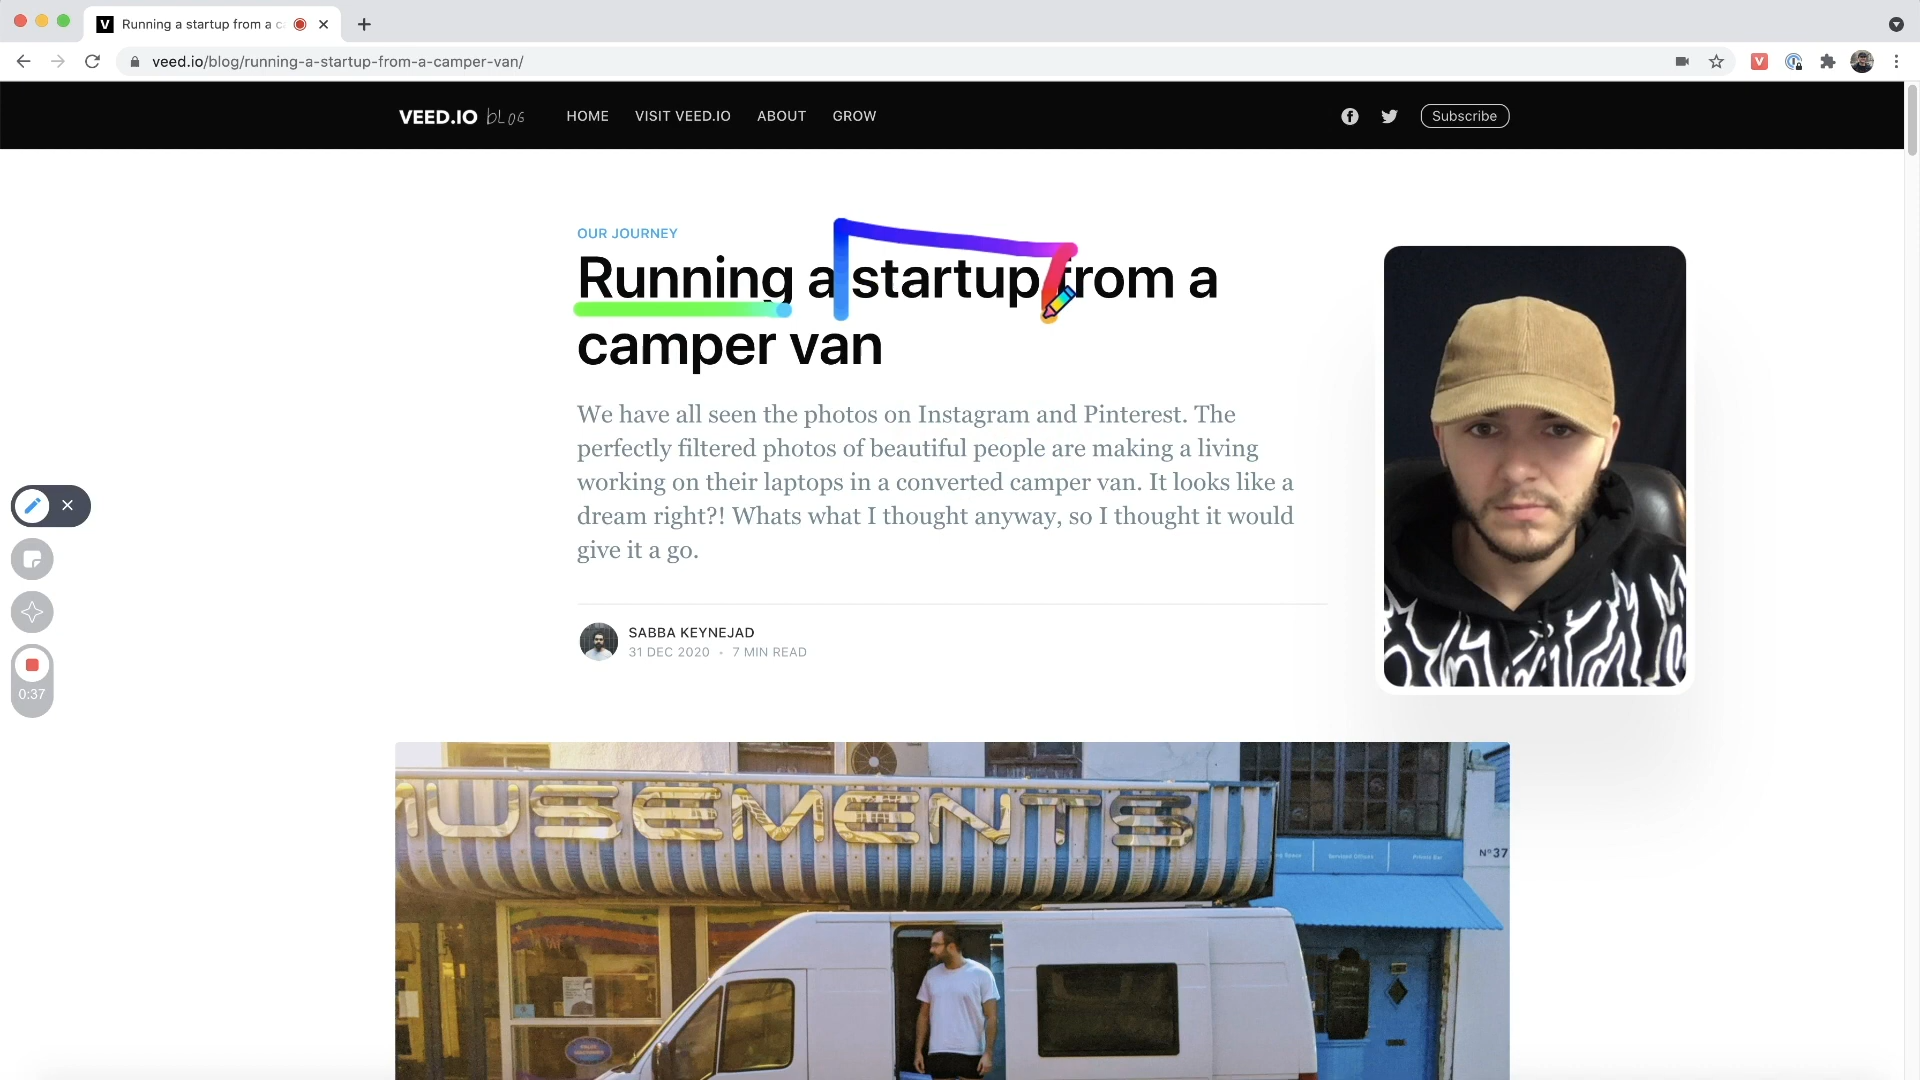 Running a startup from a c
veed.io/blog/running-a-startup-from-a-camper-van/
VEED.IO BLOG HOME VISIT VEED.IO ABOUT GROW Subscribe
OUR JOURNEY
Running a startup from a
camper van
We have all seen the photos on Instagram and Pinterest. The
perfectly filtered photos of beautiful people are making a living
working on their laptops in a converted camper van. It looks like a
dream right?! Whats what I thought anyway, so I thought it would
give it a go.
SABBA KEYNEJAD
31 DEC 2020 • 7 MIN READ
0:37
MUSEMENTS
Serviced Offices
Private Bar
Nº37